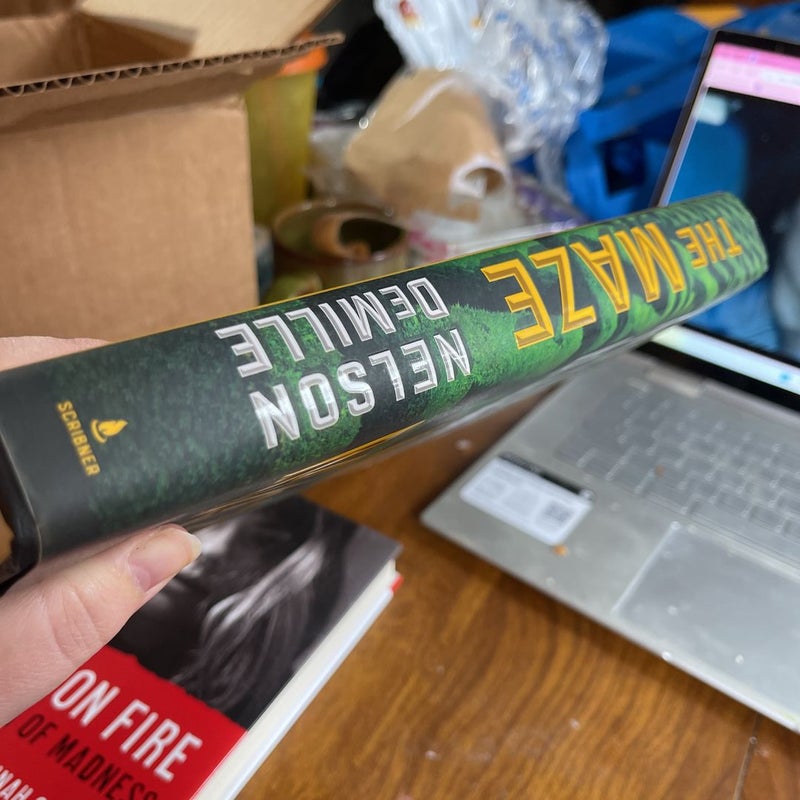 THE MAZE
NELSON
DEMILLE
SCRIBNER
ON FIRE
OF MADNESS